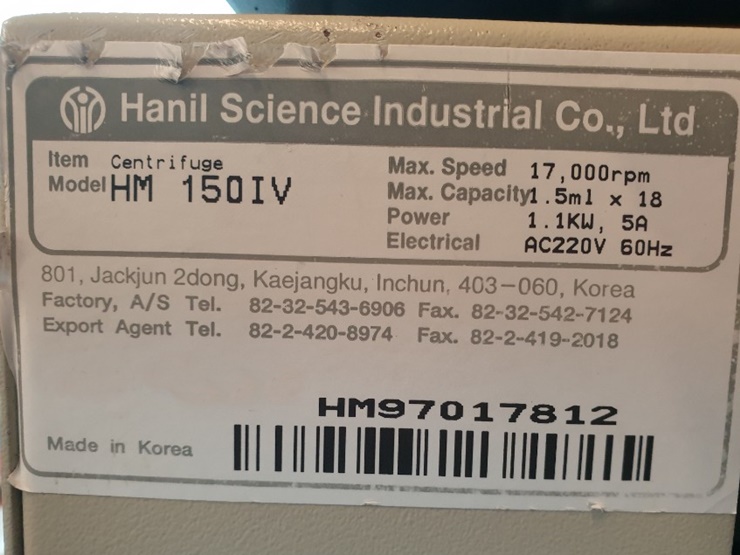 Hanil Science Industrial Co., Ltd
Item Centrifuge
Model HM 150IV
Max. Speed 17,000rpm
Max. Capacity 1.5ml x 18
Power 1.1KW, 5A
Electrical AC220V 60Hz
801, Jackjun 2dong, Kaejangku, Inchun, 403-060, Korea
Factory, A/S Tel. 82-32-543-6906 Fax. 82-32-542-7124
Export Agent Tel. 82-2-420-8974 Fax. 82-2-419-2018
HM97017812
Made in Korea